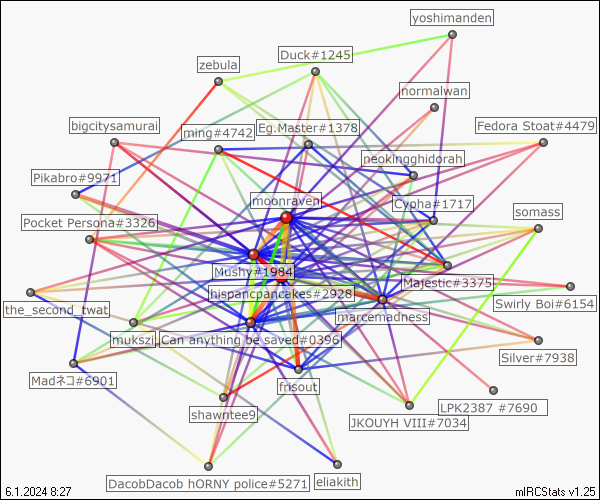 yoshimanden
Duck#1245
zebula
normalwan
bigcitysamurai
ming#4742
Eg.Master#1378
Fedora Stoat#4479
neokingghidorah
Pikabro#9971
moonraven
Cypha#1717
somass
Pocket Persona#3326
Mushy#1984
Majestic#3375
hispancpancakes#2928
the_second_twat
Swirly Boi#6154
marcemadness
mukszil
Can anything be saved#0396
Silver#7938
Madネコ#6901
frisout
shawntee9
LPK2387 #7690
JKOUYH VIII#7034
DacobDacob hORNY police#5271
eliakith
6.1.2024 8:27
mIRCStats v1.25